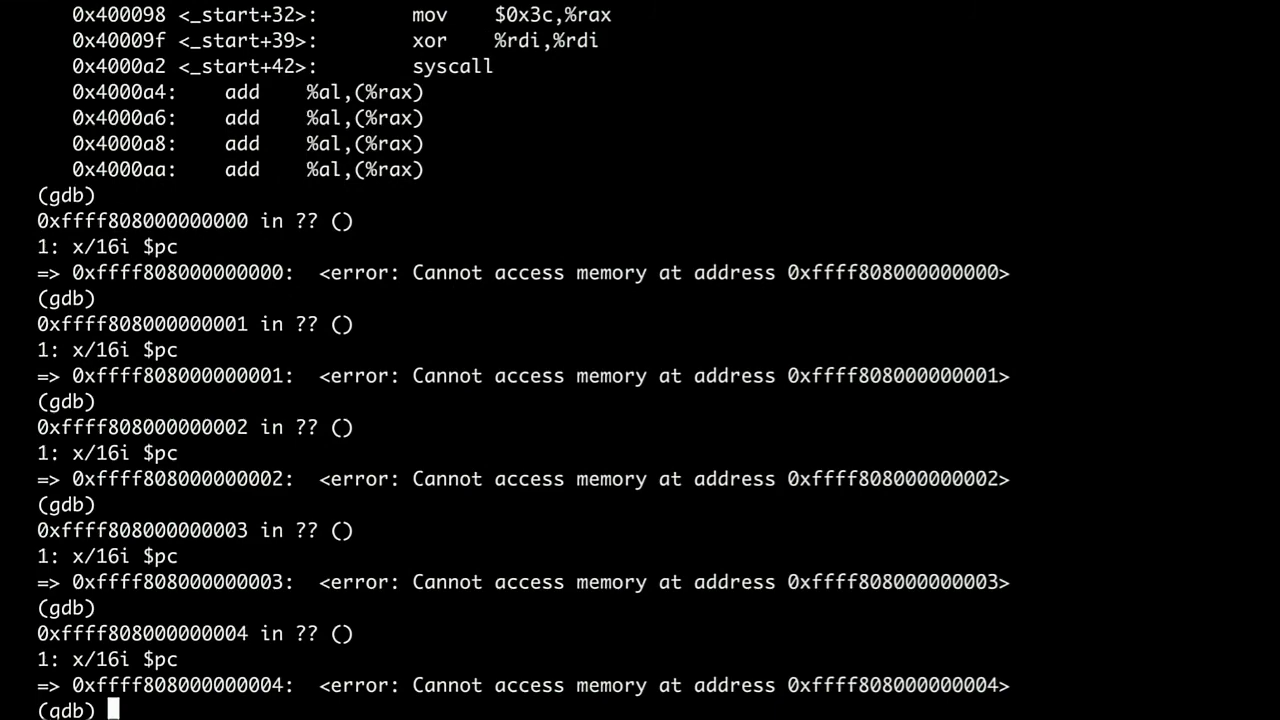 0x400098 <_start+32>: mov $0x3c,%rax
0x40009f <_start+39>: xor %rdi,%rdi
0x4000a2 <_start+42>: syscall
0x4000a4: add %al,(%rax)
0x4000a6: add %al,(%rax)
0x4000a8: add %al,(%rax)
0x4000aa: add %al,(%rax)
(gdb)
0xffff808000000000 in ?? ()
1: x/16i $pc
=> 0xffff808000000000: <error: Cannot access memory at address 0xffff808000000000>
(gdb)
0xffff808000000001 in ?? ()
1: x/16i $pc
=> 0xffff808000000001: <error: Cannot access memory at address 0xffff808000000001>
(gdb)
0xffff808000000002 in ?? ()
1: x/16i $pc
=> 0xffff808000000002: <error: Cannot access memory at address 0xffff808000000002>
(gdb)
0xffff808000000003 in ?? ()
1: x/16i $pc
=> 0xffff808000000003: <error: Cannot access memory at address 0xffff808000000003>
(gdb)
0xffff808000000004 in ?? ()
1: x/16i $pc
=> 0xffff808000000004: <error: Cannot access memory at address 0xffff808000000004>
(gdb)